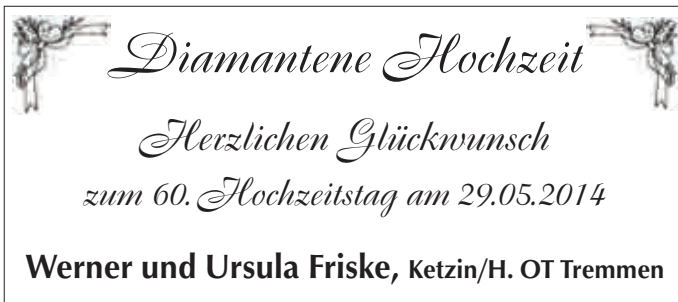 Diamantene Hochzeit
Herzlichen Glückwunsch
zum 60. Hochzeitstag am 29.05.2014
Werner und Ursula Friske, Ketzin/H. OT Tremmen